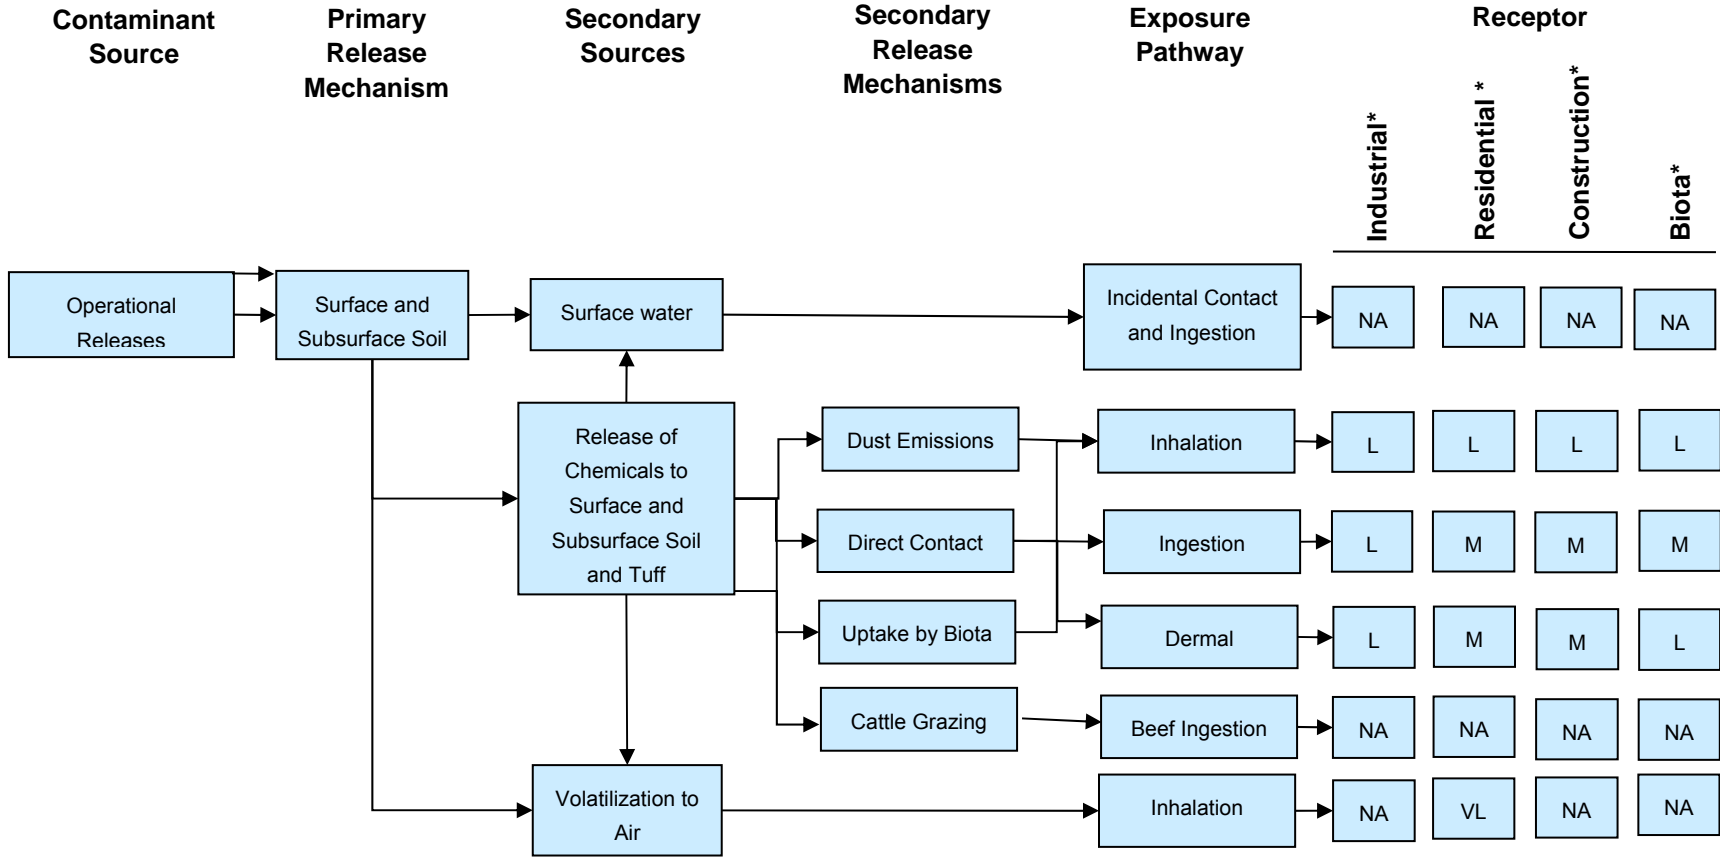 Contaminant
Source
Primary
Release
Mechanism
Secondary
Sources
Secondary
Release
Mechanisms
Exposure
Pathway
Receptor
Industrial*
Residential *
Construction*
Biota*
Operational
Releases
Surface and
Subsurface Soil
Surface water
Incidental Contact
and Ingestion
NA
NA
NA
NA
Release of
Chemicals to
Surface and
Subsurface Soil
and Tuff
Dust Emissions
Inhalation
L
L
L
L
Direct Contact
Ingestion
L
M
M
M
Uptake by Biota
Dermal
L
M
M
L
Cattle Grazing
Beef Ingestion
NA
NA
NA
NA
Volatilization to
Air
Inhalation
NA
VL
NA
NA